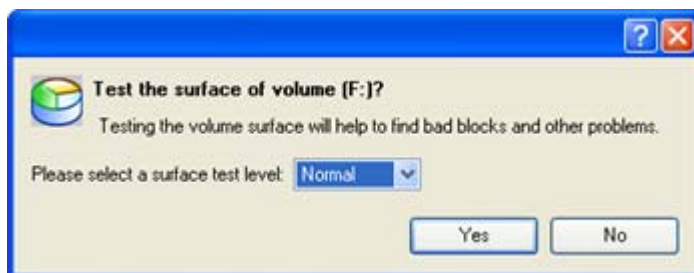 Test the surface of volume (F:)?
Testing the volume surface will help to find bad blocks and other problems.
Please select a surface test level: Normal
Yes No